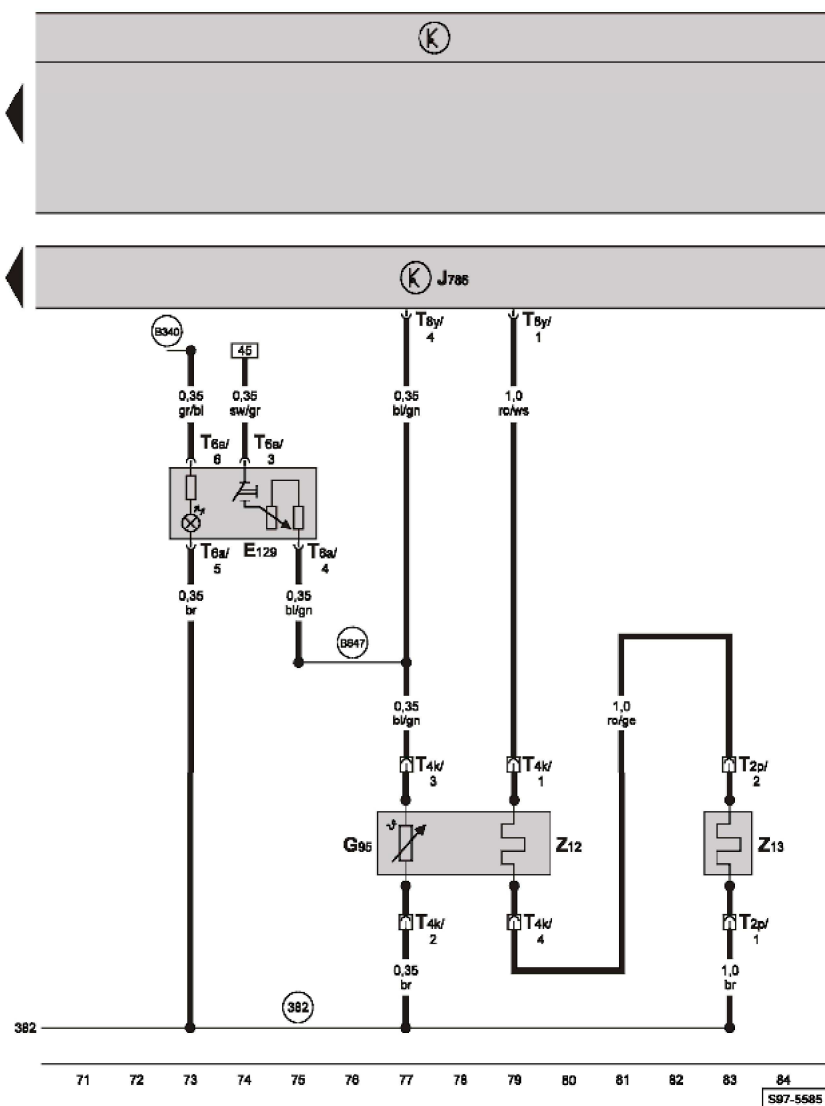 K
K J785
T8y/ 4
T8y/ 1
B340
45
0,35 gr/bl
0,35 sw/gr
0,35 bl/gn
1,0 ro/ws
T6a/ 6
T6a/ 3
T6a/ 5
E129
T6a/ 4
0,35 br
0,35 bl/gn
B647
0,35 bl/gn
1,0 ro/ge
T4k/ 3
T4k/ 1
T2p/ 2
G95
Z12
Z13
T4k/ 2
T4k/ 4
T2p/ 1
0,35 br
1,0 br
382
382
71 72 73 74 75 76 77 78 79 80 81 82 83 84
S97-5585